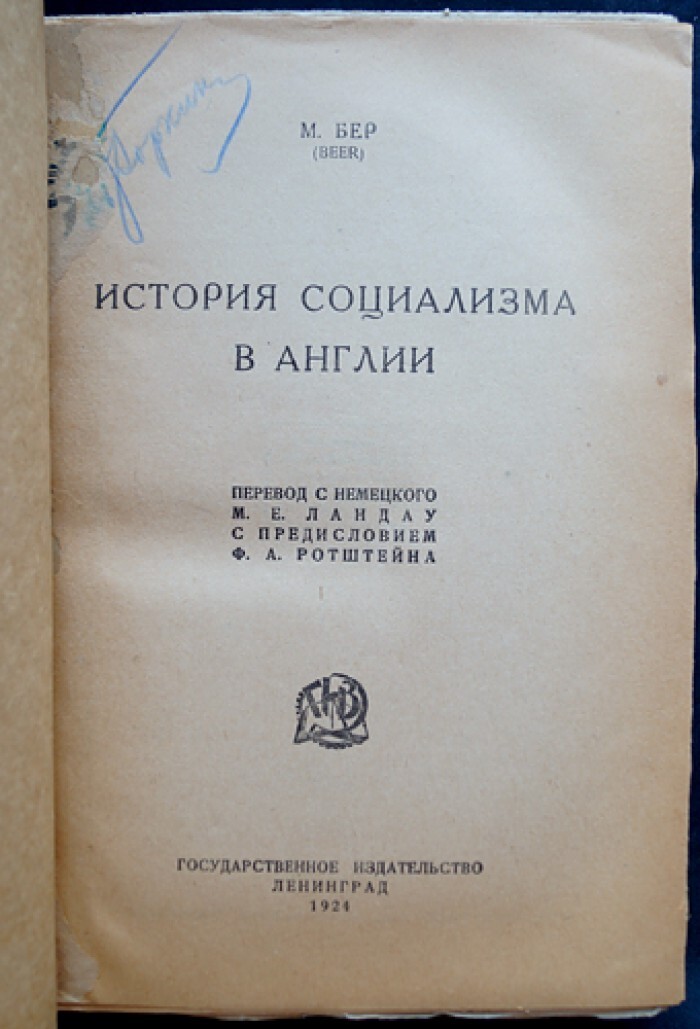 М. БЕР
(BEER)
ИСТОРИЯ СОЦИАЛИЗМА
В АНГЛИИ
ПЕРЕВОД С НЕМЕЦКОГО
М. Е. ЛАНДАУ
С ПРЕДИСЛОВИЕМ
Ф. А. РОТШТЕЙНА
ГОСУДАРСТВЕННОЕ ИЗДАТЕЛЬСТВО
ЛЕНИНГРАД
1924